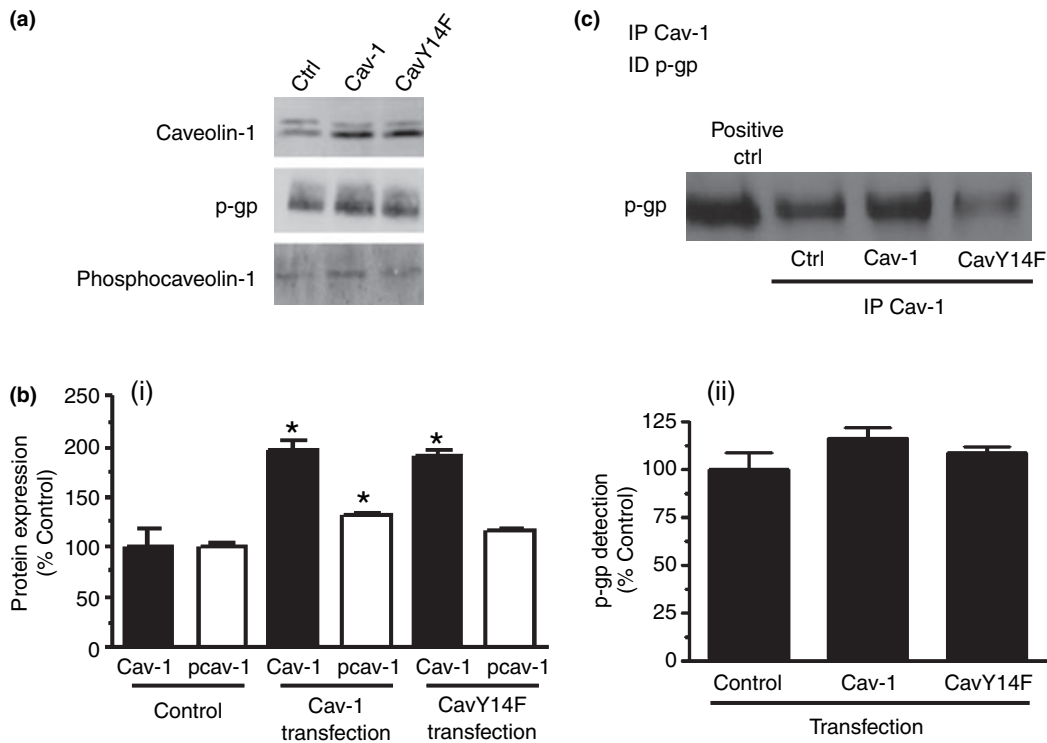 (a)
Ctrl
Cav-1
CavY14F
Caveolin-1
p-gp
Phosphocaveolin-1
(c)
IP Cav-1
ID p-gp
Positive
ctrl
p-gp
Ctrl Cav-1 CavY14F
IP Cav-1
(b)
(i)
Protein expression
(% Control)
250
200
150
100
50
0
* * *
Cav-1 pcav-1 Cav-1 pcav-1 Cav-1 pcav-1
Control
Cav-1
transfection
CavY14F
transfection
(ii)
p-gp detection
(% Control)
125
100
75
50
25
0
Control Cav-1 CavY14F
Transfection